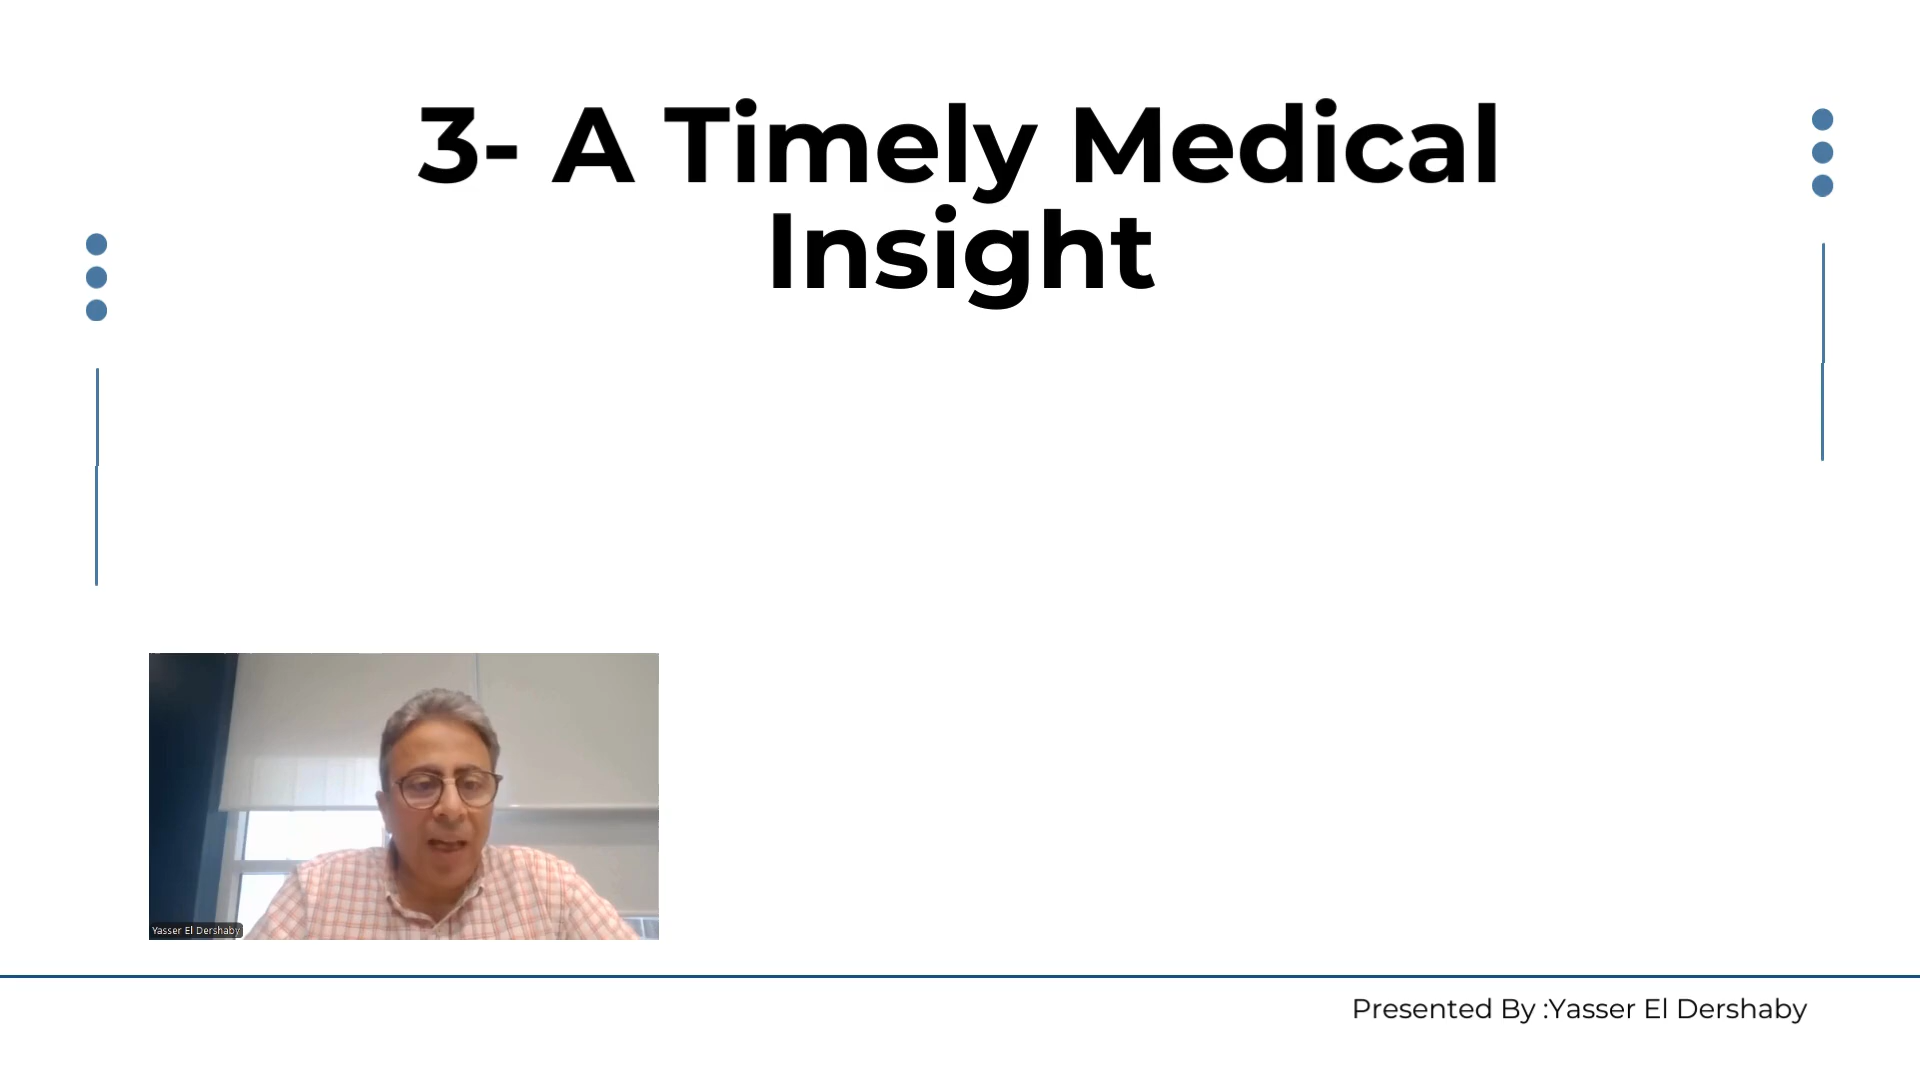 3- A Timely Medical
Insight
Yasser El Dershaby
Presented By :Yasser El Dershaby